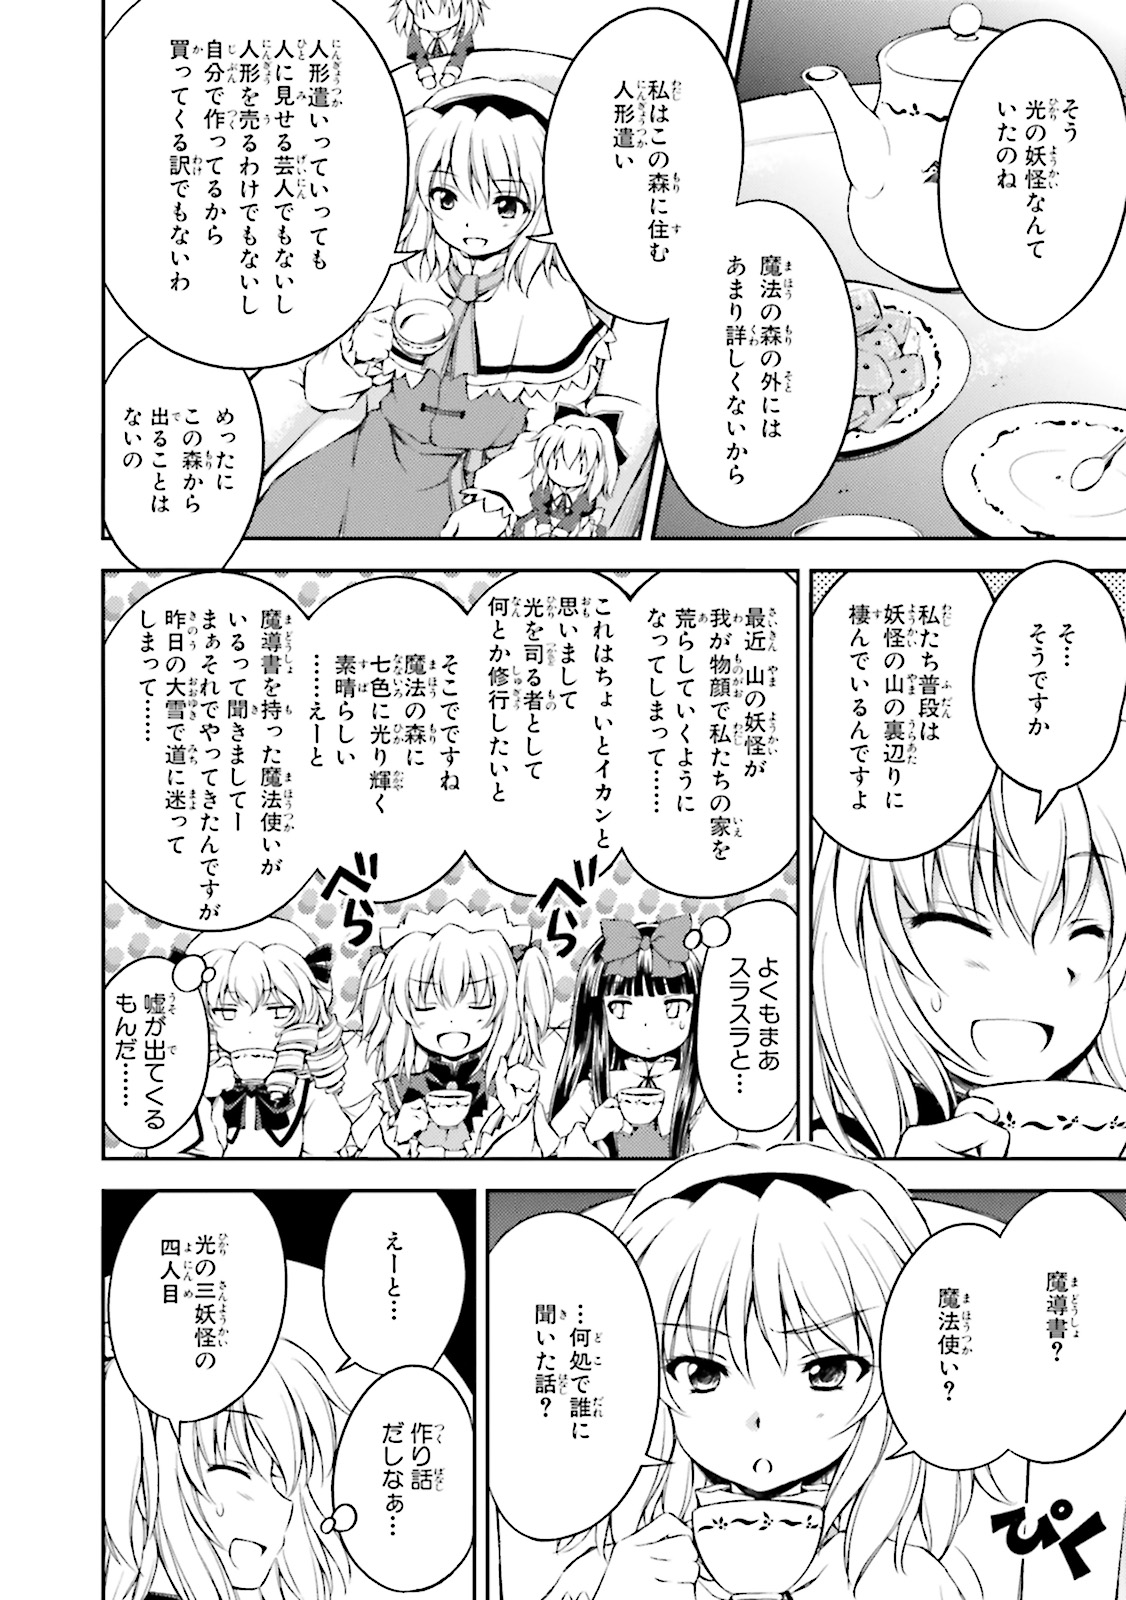 そう
光の妖怪なんて
いたのね
魔法の森の外には
あまり詳しくないから
私はこの森に住む
人形遣い
人形遣いっていっても
人に見せる芸人でもないし
人形を売るわけでもないし
自分で作ってるから
買ってくる訳でもないわ
めったに
この森から
出ることは
ないの
そ…
そうですか
私たち普段は
妖怪の山の裏辺りに
棲んでいるんですよ
最近 山の妖怪が
我が物顔で私たちの家を
荒らしていくように
なってしまって………
これはちょいとイカンと
思いまして
光を司る者として
何とか修行したいと
そこでですね
魔法の森に
七色に光り輝く
素晴らしい
……えーと
魔導書を持った魔法使いが
いるって聞きましてー
まぁそれでやってきたんですが
昨日の大雪で道に迷って
しまって………
よくもまあ
スラスラと…
べら
べら
嘘が出てくる
もんだ……
魔導書？
魔法使い？
…何処で誰に
聞いた話？
ぴく
えーと…
作り話
だしなぁ…
光の三妖怪の
四人目